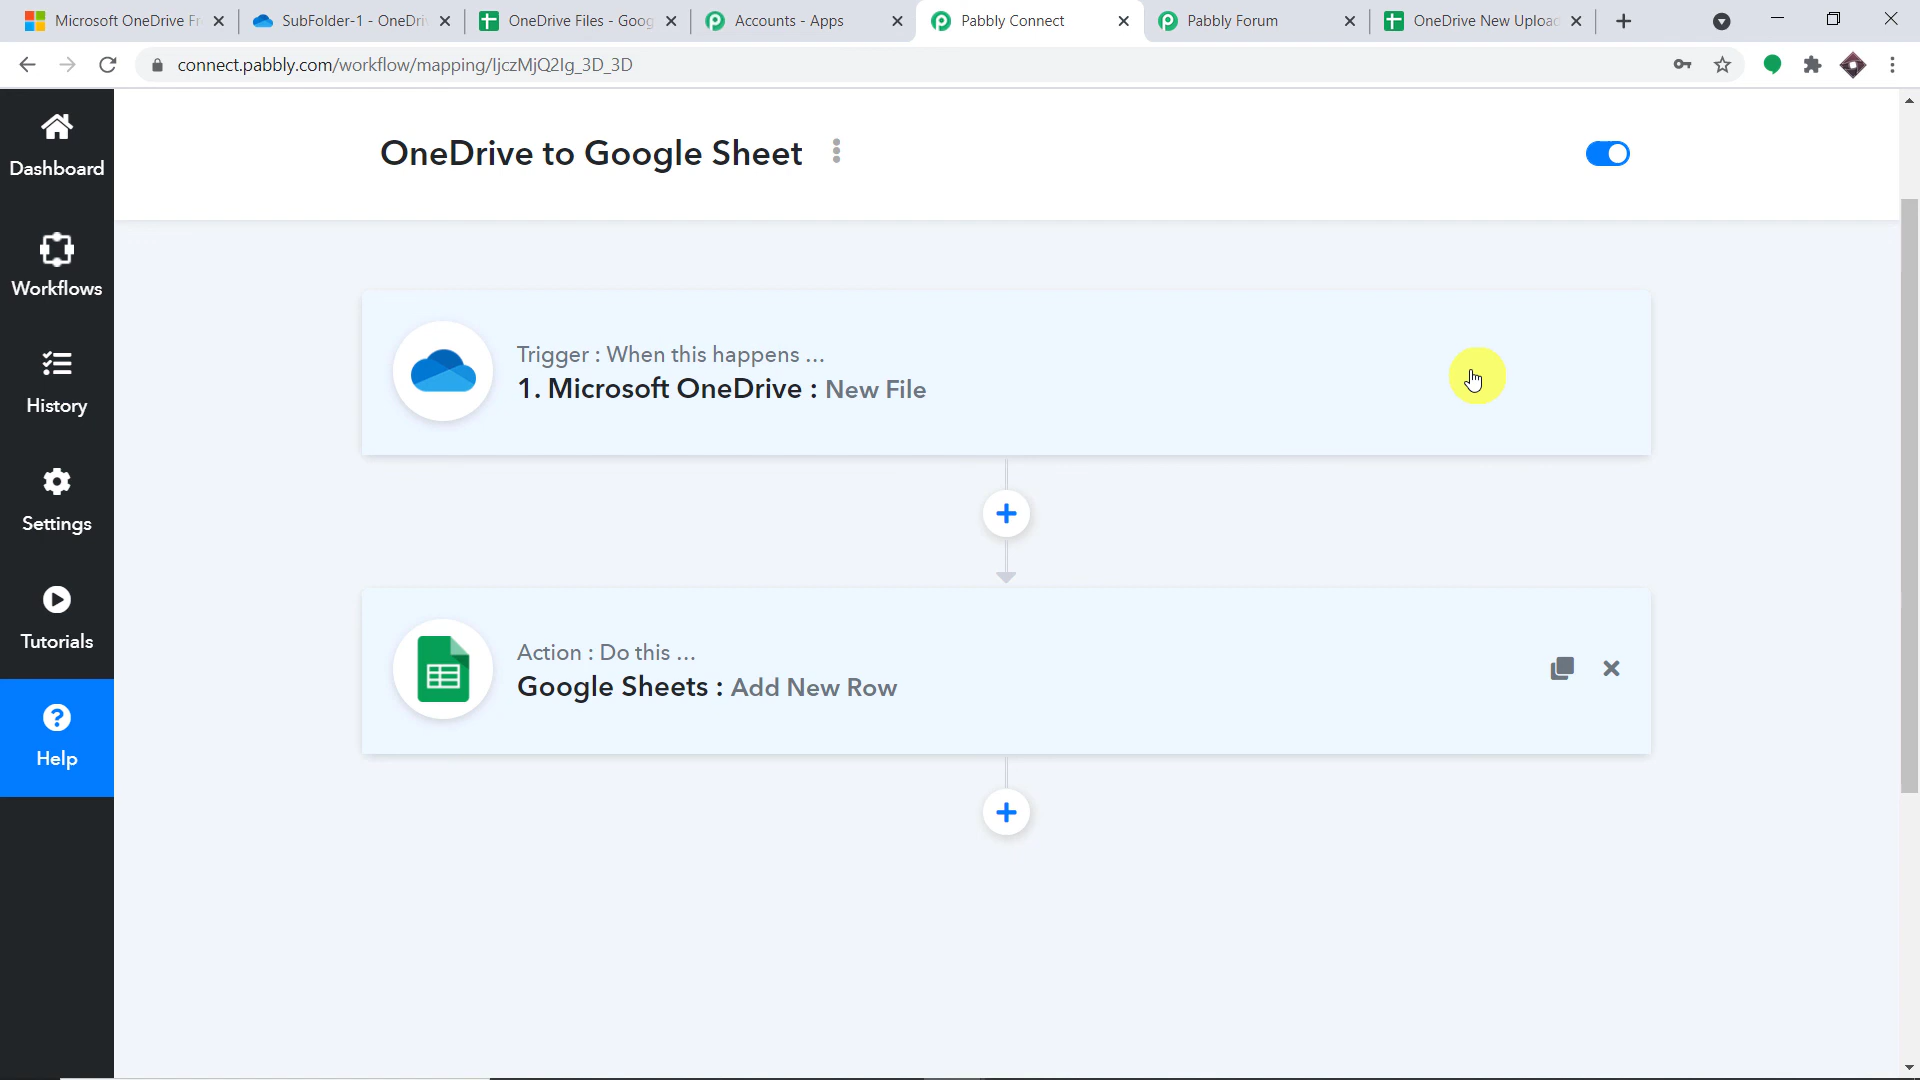 Microsoft OneDrive Fr
SubFolder-1 - OneDriv
OneDrive Files - Goog
Accounts - Apps
Pabbly Connect
Pabbly Forum
OneDrive New Upload
connect.pabbly.com/workflow/mapping/IjczMjQ2Ig_3D_3D
Dashboard
Workflows
History
Settings
Tutorials
Help
OneDrive to Google Sheet
Trigger : When this happens ...
1. Microsoft OneDrive : New File
Action : Do this ...
Google Sheets : Add New Row